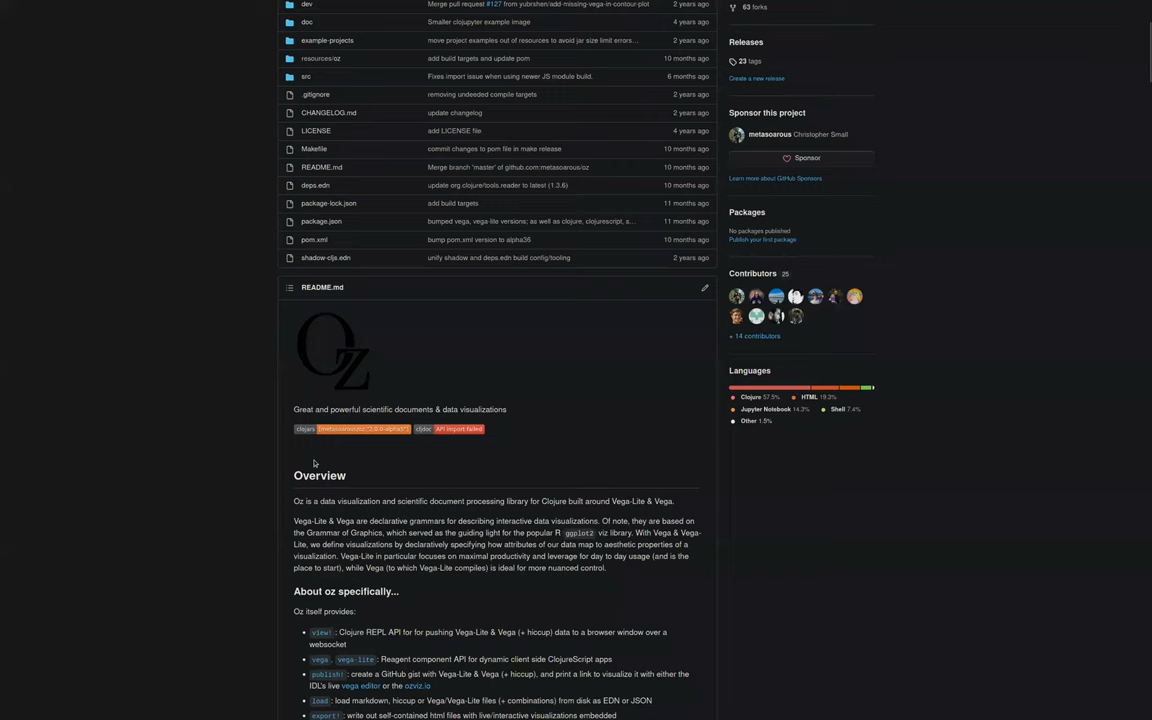 dev Merge pull request #127 from yubrshen/add-missing-vega-in-contour-plot 2 years ago
doc Smaller clojupyter example image 4 years ago
example-projects move project examples out of resources to avoid jar size limit errors… 2 years ago
resources/oz add build targets and update pom 10 months ago
src Fixes import issue when using newer JS module build. 6 months ago
.gitignore removing undeeded compile targets 2 years ago
CHANGELOG.md update changelog 2 years ago
LICENSE add LICENSE file 4 years ago
Makefile commit changes to pom file in make release 10 months ago
README.md Merge branch 'master' of github.com:metasoarous/oz 10 months ago
deps.edn update org.clojure/tools.reader to latest (1.3.6) 10 months ago
package-lock.json add build targets 11 months ago
package.json bumped vega, vega-lite versions; as well as clojure, clojurescript, s… 11 months ago
pom.xml bump pom.xml version to alpha36 10 months ago
shadow-cljs.edn unify shadow and deps.edn build config/tooling 2 years ago
README.md
Oz
Great and powerful scientific documents & data visualizations
clojars [metasoarous/oz "2.0.0-alpha5"] cljdoc API import failed
Overview
Oz is a data visualization and scientific document processing library for Clojure built around Vega-Lite & Vega.
Vega-Lite & Vega are declarative grammars for describing interactive data visualizations. Of note, they are based on
the Grammar of Graphics, which served as the guiding light for the popular R ggplot2 viz library. With Vega & Vega-
Lite, we define visualizations by declaratively specifying how attributes of our data map to aesthetic properties of a
visualization. Vega-Lite in particular focuses on maximal productivity and leverage for day to day usage (and is the
place to start), while Vega (to which Vega-Lite compiles) is ideal for more nuanced control.
About oz specifically...
Oz itself provides:
view! : Clojure REPL API for for pushing Vega-Lite & Vega (+ hiccup) data to a browser window over a
websocket
vega , vega-lite : Reagent component API for dynamic client side ClojureScript apps
publish! : create a GitHub gist with Vega-Lite & Vega (+ hiccup), and print a link to visualize it with either the
IDL's live vega editor or the ozviz.io
load : load markdown, hiccup or Vega/Vega-Lite files (+ combinations) from disk as EDN or JSON
export! : write out self-contained html files with live/interactive visualizations embedded
63 forks
Releases
23 tags
Create a new release
Sponsor this project
metasoarous Christopher Small
Sponsor
Learn more about GitHub Sponsors
Packages
No packages published
Publish your first package
Contributors 25
+ 14 contributors
Languages
Clojure 57.5% HTML 19.3%
Jupyter Notebook 14.3% Shell 7.4%
Other 1.5%